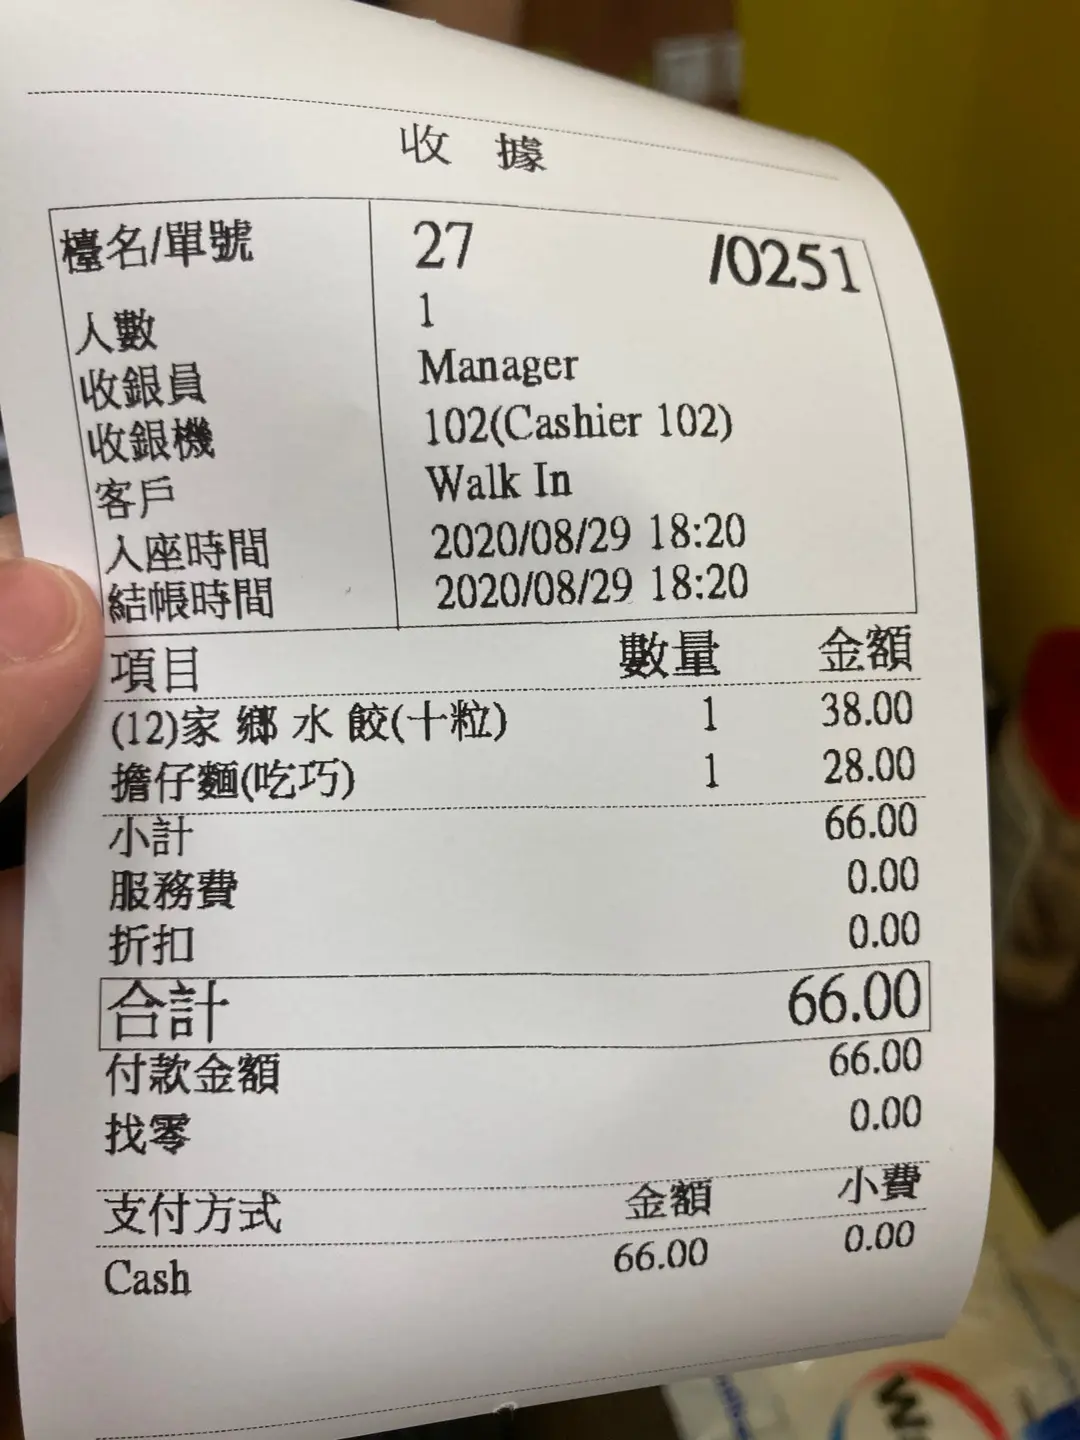 收 據
檯名/單號 27 /0251
人數 1
收銀員 Manager
收銀機 102(Cashier 102)
客戶 Walk In
入座時間 2020/08/29 18:20
結帳時間 2020/08/29 18:20
項目 數量 金額
(12)家 鄉 水 餃(十粒) 1 38.00
擔仔麵(吃巧) 1 28.00
小計 66.00
服務費 0.00
折扣 0.00
合計 66.00
付款金額 66.00
找零 0.00
支付方式 金額 小費
Cash 66.00 0.00